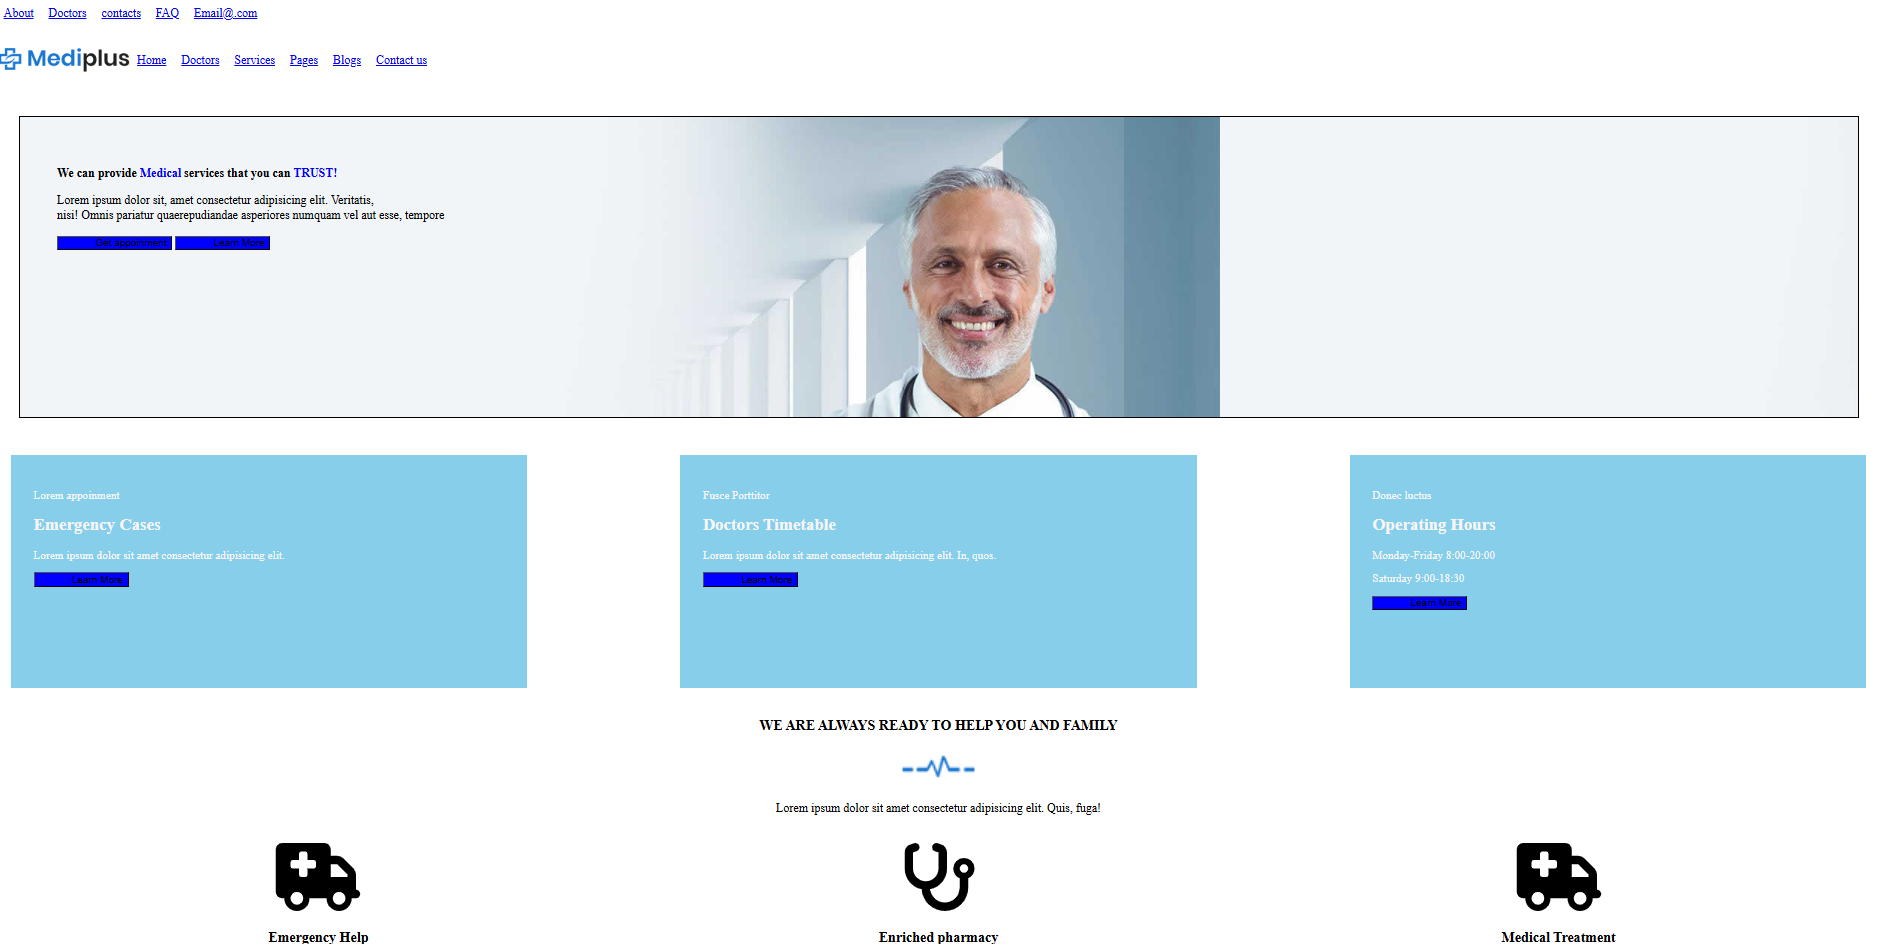 About Doctors contacts FAQ Email@.com
Mediplus Home Doctors Services Pages Blogs Contact us
We can provide Medical services that you can TRUST!
Lorem ipsum dolor sit, amet consectetur adipisicing elit. Veritatis,
nisi! Omnis pariatur quaerepudiandae asperiores numquam vel aut esse, tempore
Get appoinment Learn More
Lorem appoinment
Emergency Cases
Lorem ipsum dolor sit amet consectetur adipisicing elit.
Learn More
Fusce Porttitor
Doctors Timetable
Lorem ipsum dolor sit amet consectetur adipisicing elit. In, quos.
Learn More
Donec luctus
Operating Hours
Monday-Friday 8:00-20:00
Saturday 9:00-18:30
Learn More
WE ARE ALWAYS READY TO HELP YOU AND FAMILY
Lorem ipsum dolor sit amet consectetur adipisicing elit. Quis, fuga!
Emergency Help
Enriched pharmacy
Medical Treatment